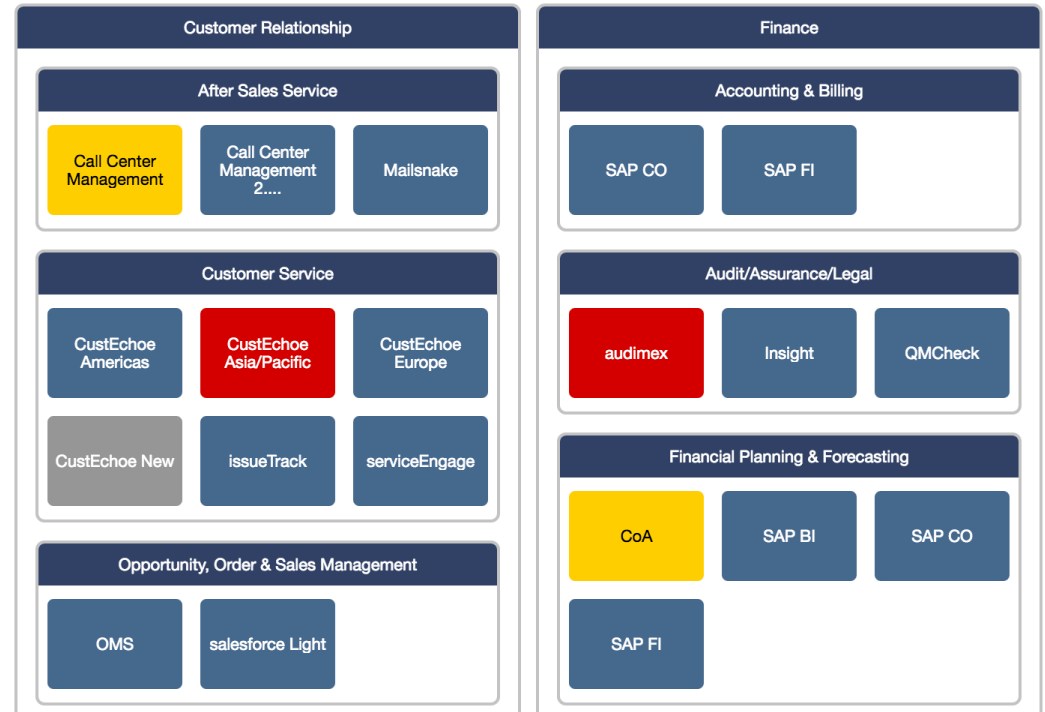 Customer Relationship
After Sales Service
Call Center
Management
Call Center
Management
2....
Mailsnake
Customer Service
CustEchoe
Americas
CustEchoe
Asia/Pacific
CustEchoe
Europe
CustEchoe New
issueTrack
serviceEngage
Opportunity, Order & Sales Management
OMS
salesforce Light
Finance
Accounting & Billing
SAP CO
SAP FI
Audit/Assurance/Legal
audimex
Insight
QMCheck
Financial Planning & Forecasting
CoA
SAP BI
SAP CO
SAP FI